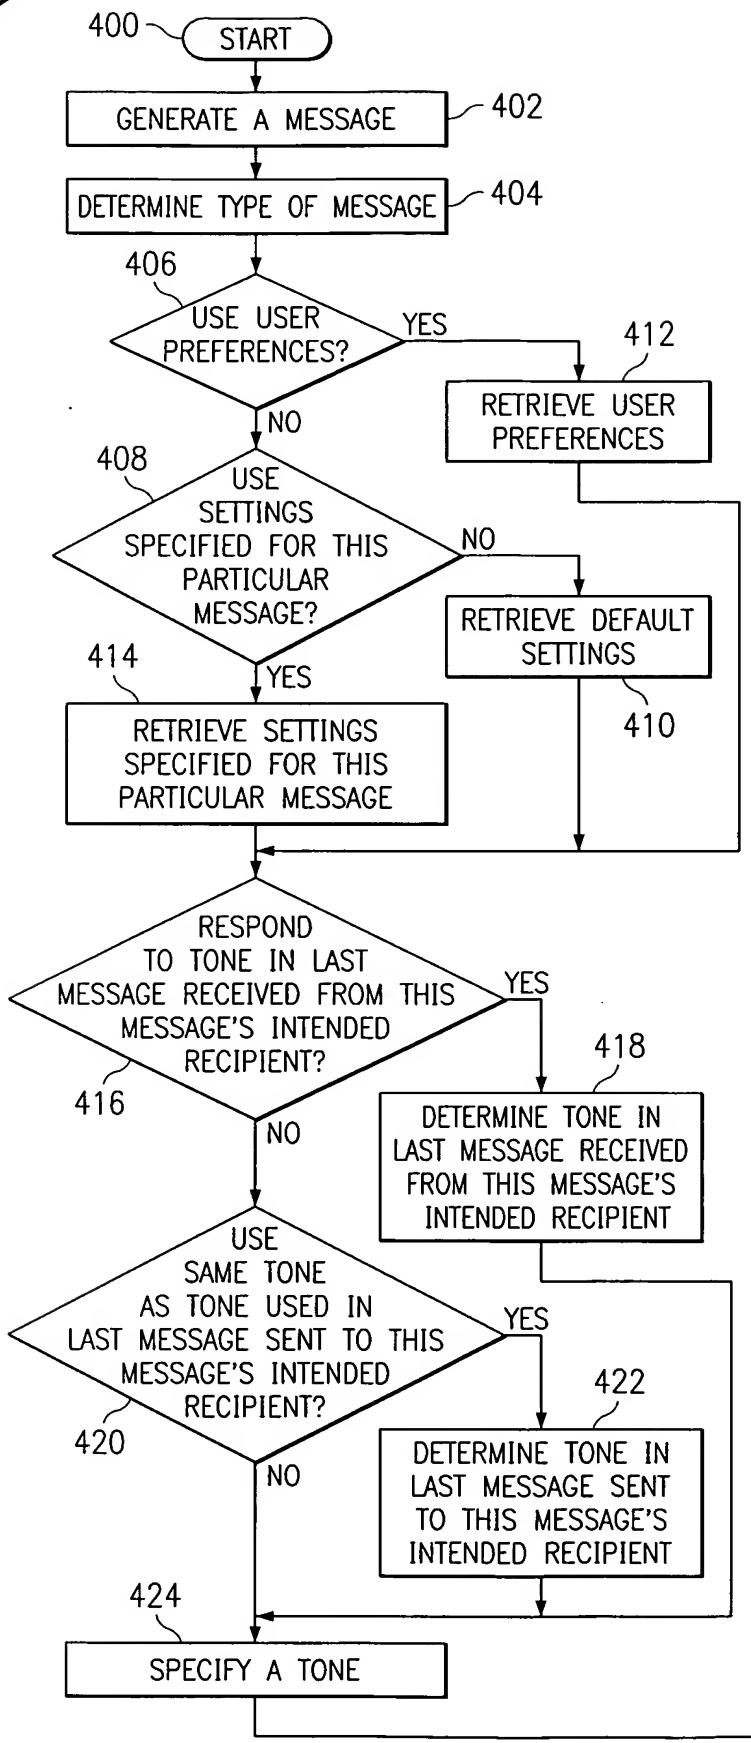 400
START
GENERATE A MESSAGE
402
DETERMINE TYPE OF MESSAGE
404
406
USE USER
PREFERENCES?
YES
412
RETRIEVE USER
PREFERENCES
NO
408
USE
SETTINGS
SPECIFIED FOR THIS
PARTICULAR
MESSAGE?
NO
RETRIEVE DEFAULT
SETTINGS
410
YES
414
RETRIEVE SETTINGS
SPECIFIED FOR THIS
PARTICULAR MESSAGE
RESPOND
TO TONE IN LAST
MESSAGE RECEIVED FROM THIS
MESSAGE'S INTENDED
RECIPIENT?
416
YES
418
DETERMINE TONE IN
LAST MESSAGE RECEIVED
FROM THIS MESSAGE'S
INTENDED RECIPIENT
NO
USE
SAME TONE
AS TONE USED IN
LAST MESSAGE SENT TO THIS
MESSAGE'S INTENDED
RECIPIENT?
420
YES
422
DETERMINE TONE IN
LAST MESSAGE SENT
TO THIS MESSAGE'S
INTENDED RECIPIENT
NO
424
SPECIFY A TONE